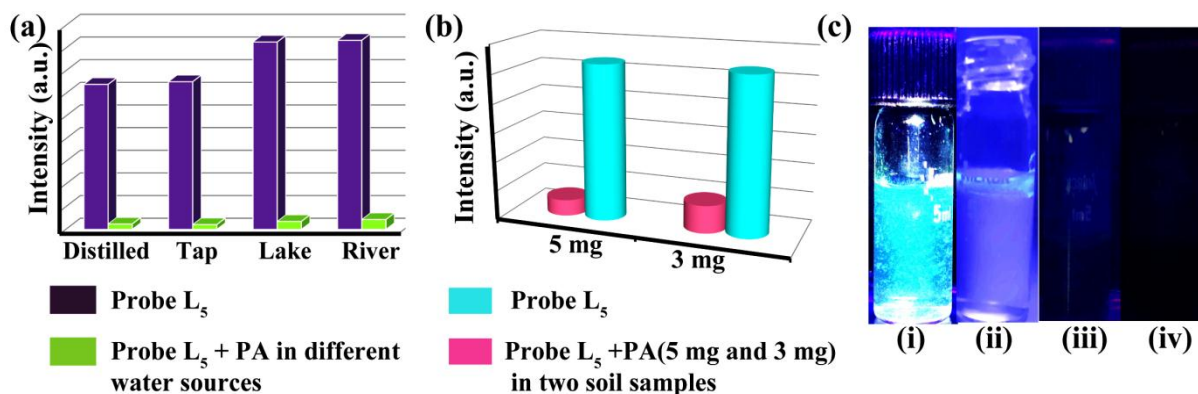 (a)
Intensity (a.u.)
Distilled Tap Lake River
Probe L₅
Probe L₅ + PA in different
water sources
(b)
Intensity (a.u.)
5 mg
3 mg
Probe L₅
Probe L₅ +PA(5 mg and 3 mg)
in two soil samples
(c)
5m
(i) (ii) (iii) (iv)